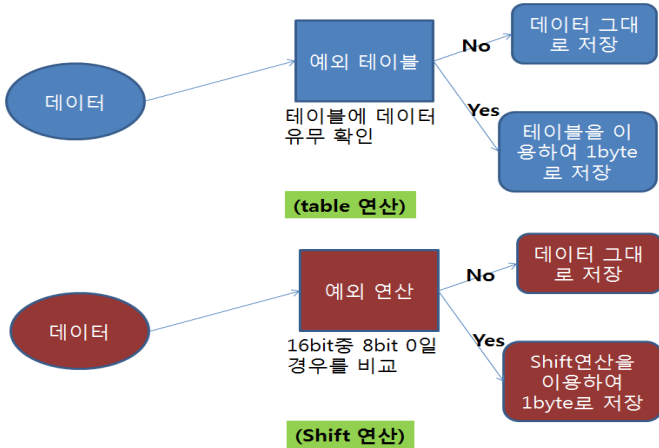 데이터
예외 테이블
테이블에 데이터
유무 확인
No
데이터 그대
로 저장
Yes
테이블을 이
용하여 1byte
로 저장
(table 연산)
데이터
예외 연산
16bit중 8bit 0일
경우를 비교
No
데이터 그대
로 저장
Yes
Shift연산을
이용하여
1byte로 저장
(Shift 연산)